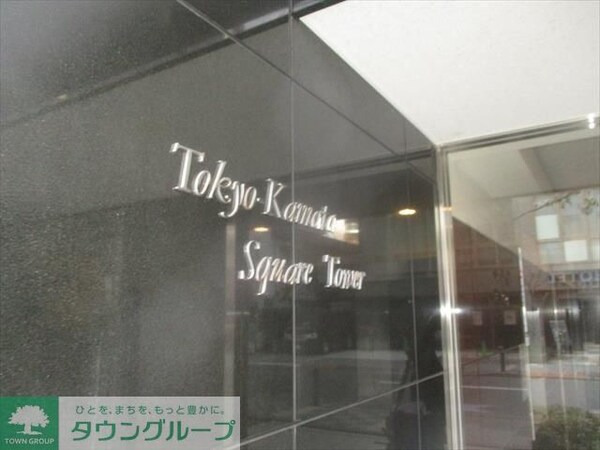 Tokyo-Kamata
Square Tower
TOWN GROUP
ひとを、まちを、もっと豊かに。
タウングループ